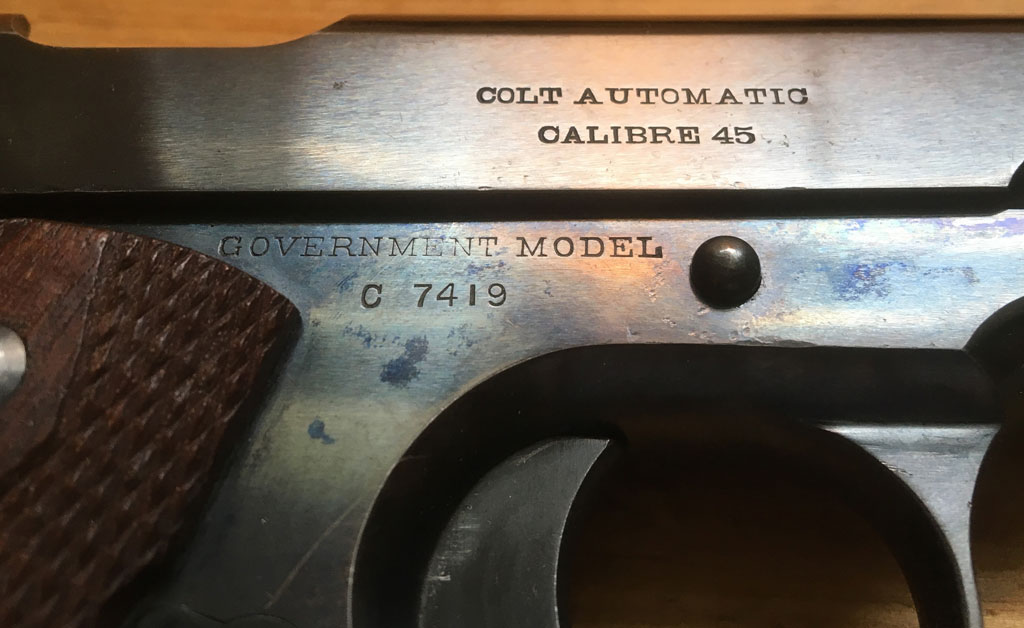 COLT AUTOMATIC
CALIBRE 45
GOVERNMENT MODEL
C 7419